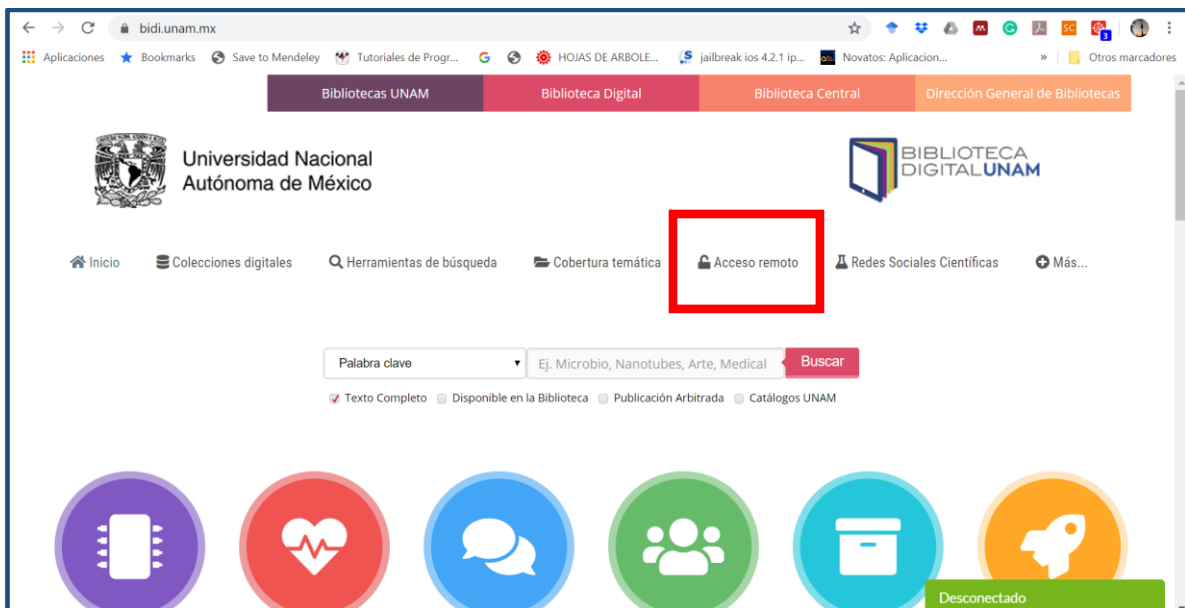 bidi.unam.mx
3
Aplicaciones Bookmarks Save to Mendeley Tutoriales de Progr... HOJAS DE ARBOLE... jailbreak ios 4.2.1 ip... Novatos: Aplicacion... » Otros marcadores
Bibliotecas UNAM Biblioteca Digital Biblioteca Central Dirección General de Bibliotecas
Universidad Nacional
Autónoma de México
BIBLIOTECA
DIGITALUNAM
Inicio Colecciones digitales Herramientas de búsqueda Cobertura temática Acceso remoto Redes Sociales Científicas Más...
Palabra clave Ej. Microbio, Nanotubes, Arte, Medical Buscar
Texto Completo Disponible en la Biblioteca Publicación Arbitrada Catálogos UNAM
Desconectado